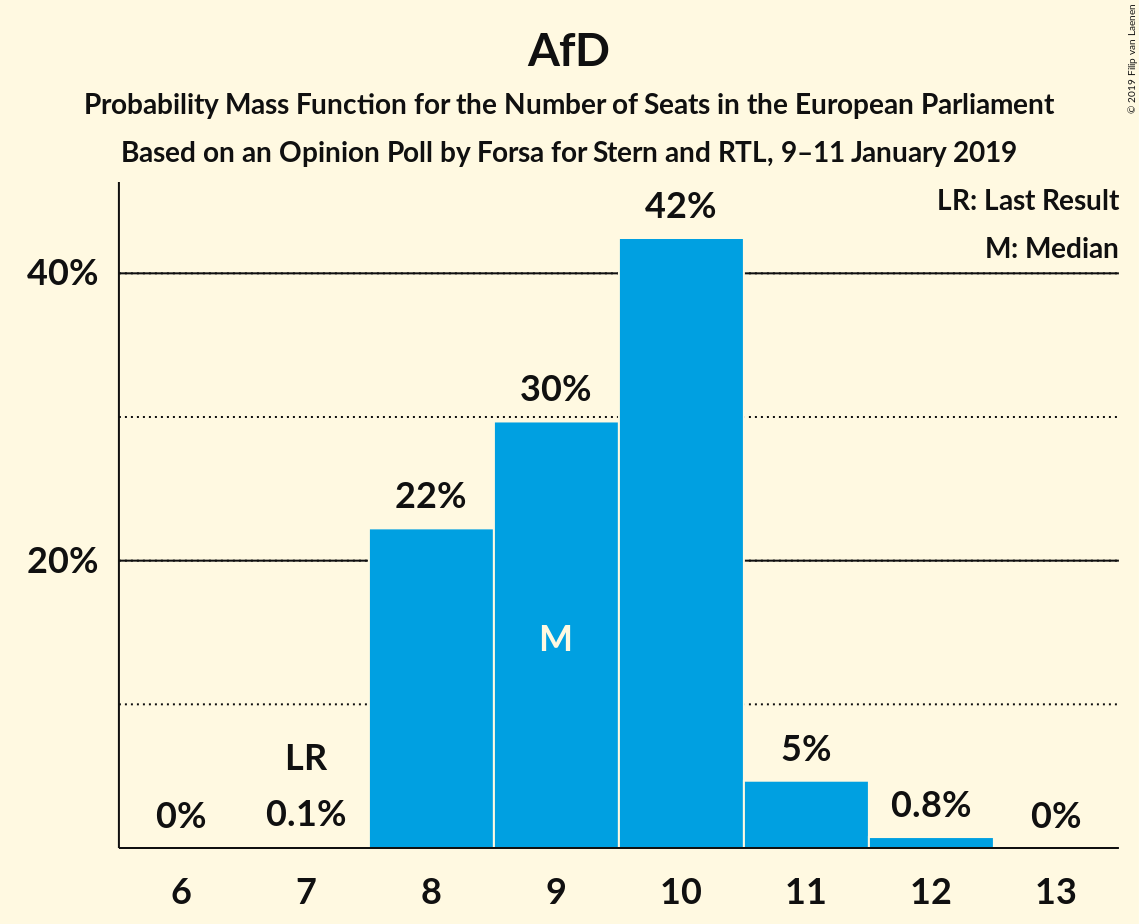 AfD
Probability Mass Function for the Number of Seats in the European Parliament
Based on an Opinion Poll by Forsa for Stern and RTL, 9–11 January 2019
© 2019 Filip van Laenen
LR: Last Result
M: Median
42%
40%
30%
22%
20%
M
LR
5%
0%
0.1%
0.8%
0%
6 7 8 9 10 11 12 13